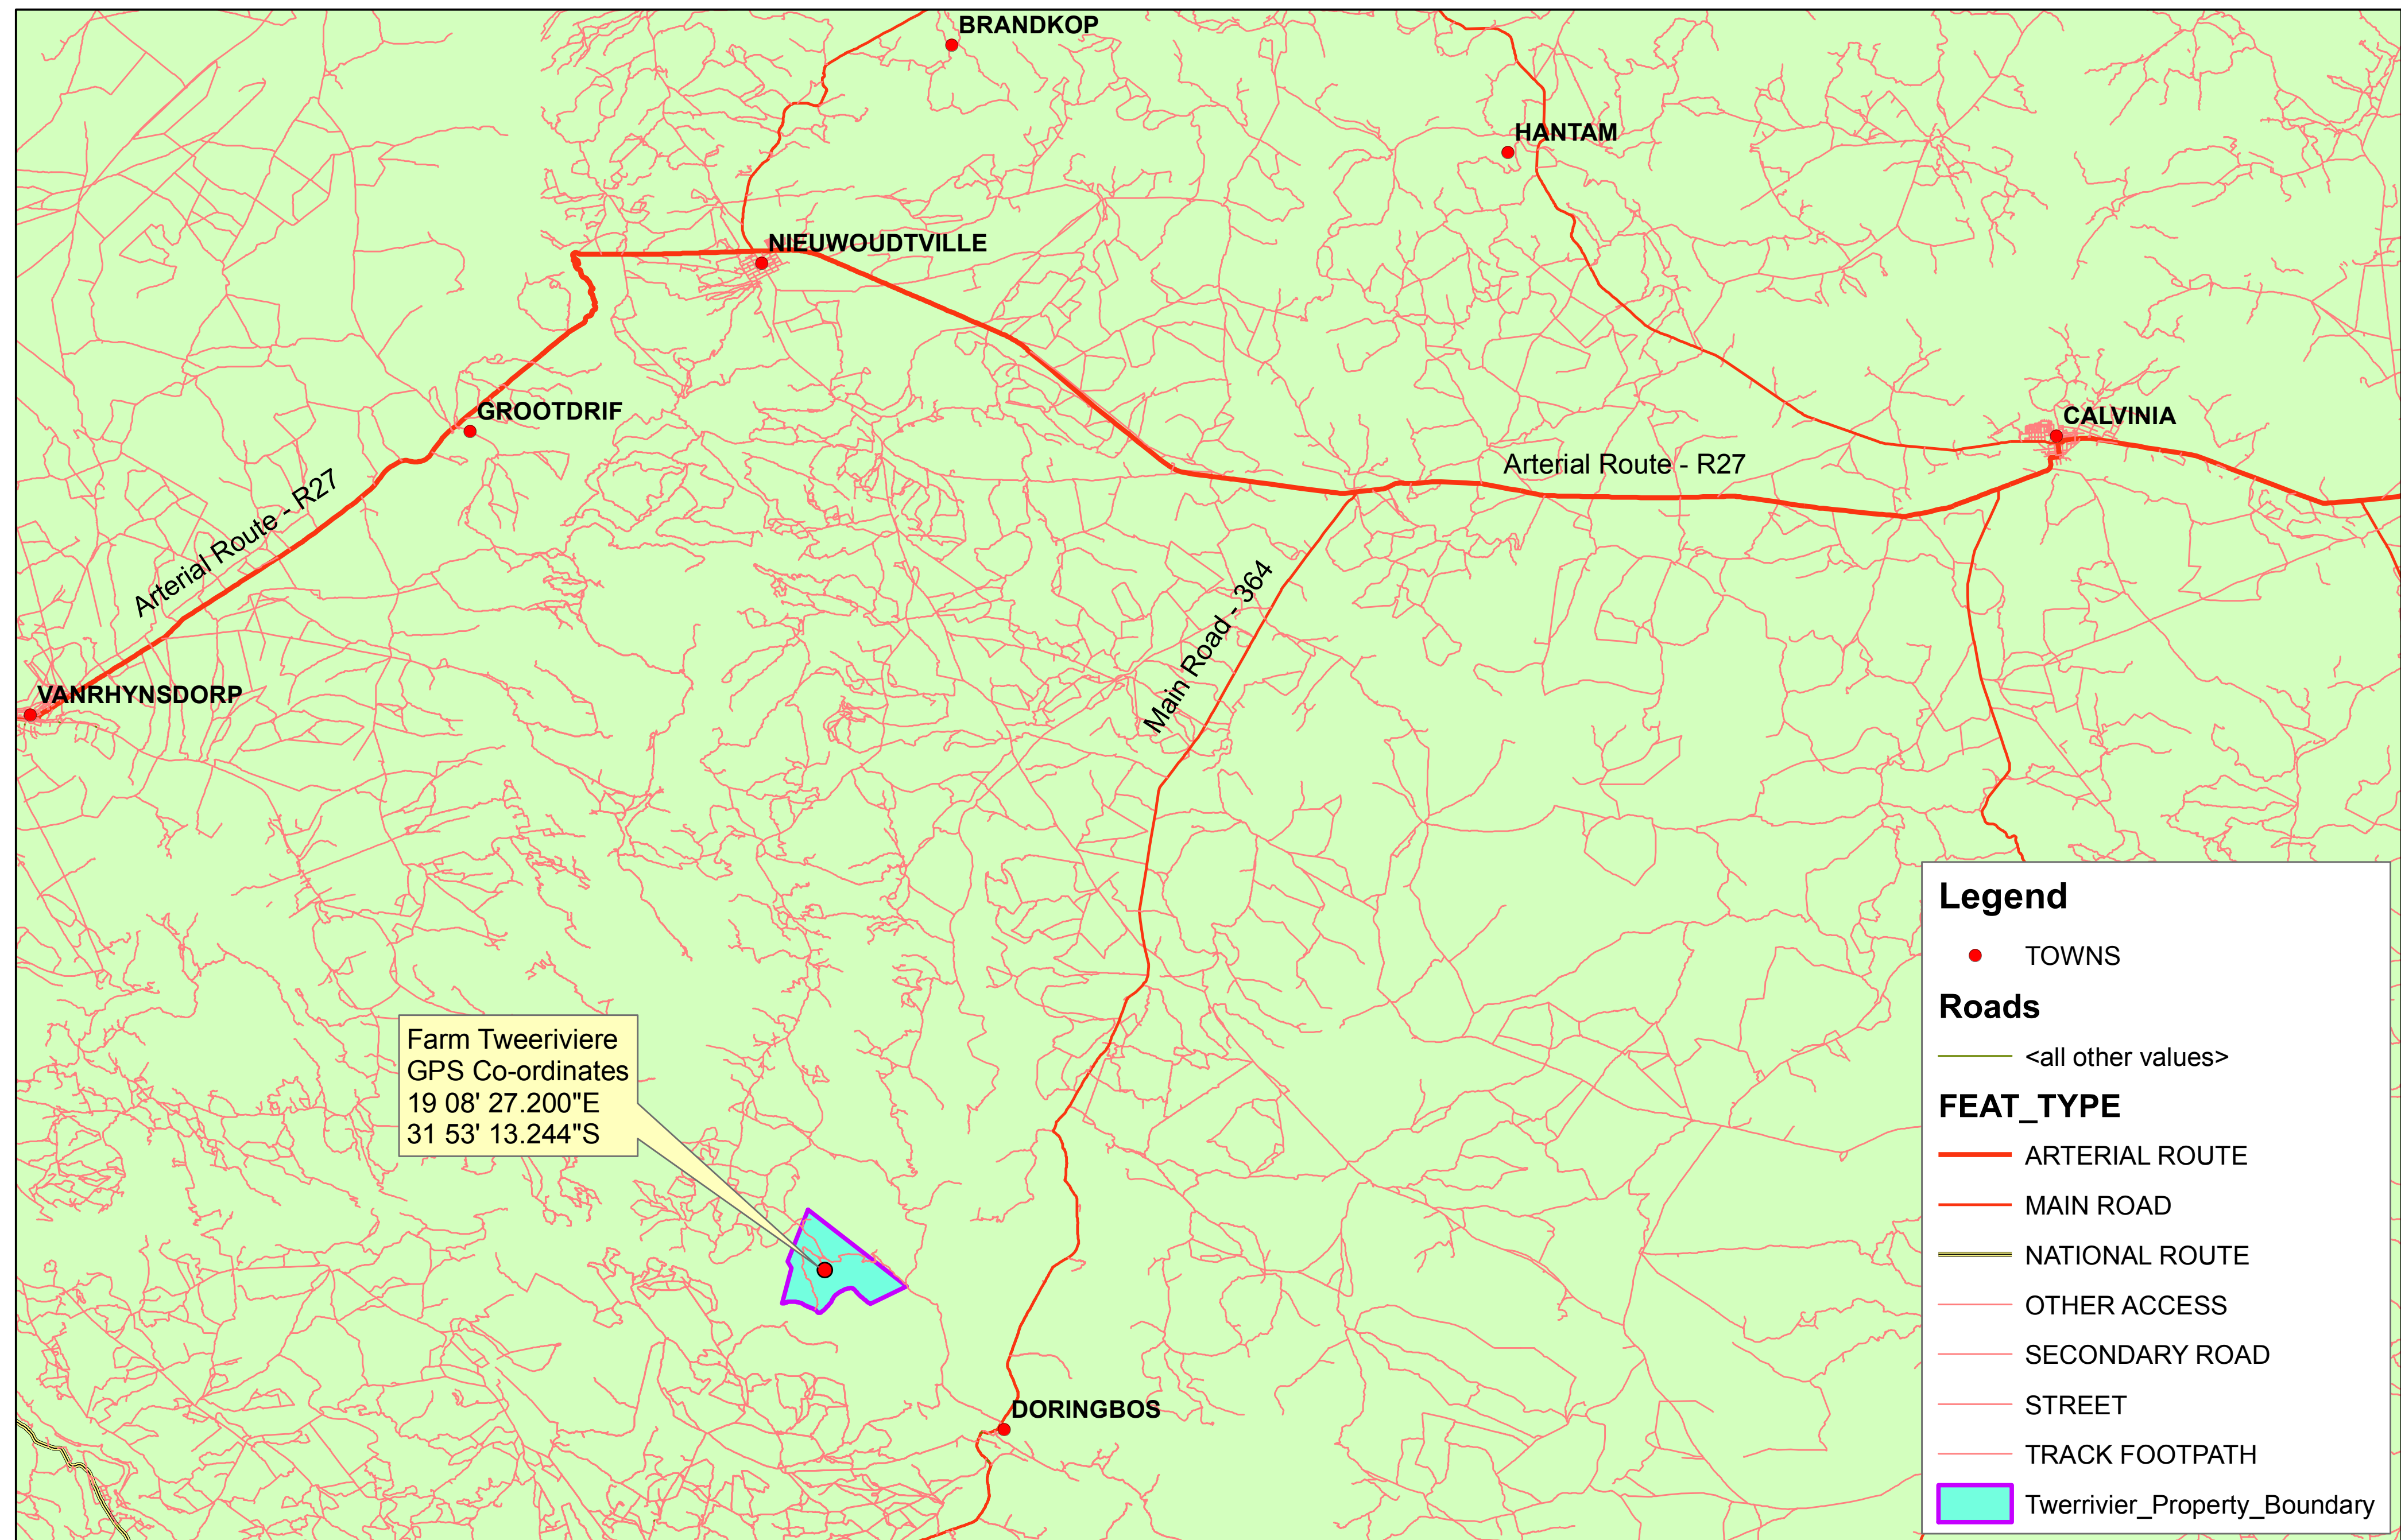 BRANDKOP
HANTAM
NIEUWOUDTVILLE
GROOTDRIF
CALVINIA
Arterial Route - R27
Arterial Route - R27
Main Road - 364
VANRHYNSDORP
Farm Tweeriviere
GPS Co-ordinates
19 08' 27.200"E
31 53' 13.244"S
DORINGBOS
Legend
TOWNS
Roads
<all other values>
FEAT_TYPE
ARTERIAL ROUTE
MAIN ROAD
NATIONAL ROUTE
OTHER ACCESS
SECONDARY ROAD
STREET
TRACK FOOTPATH
Twerrivier_Property_Boundary